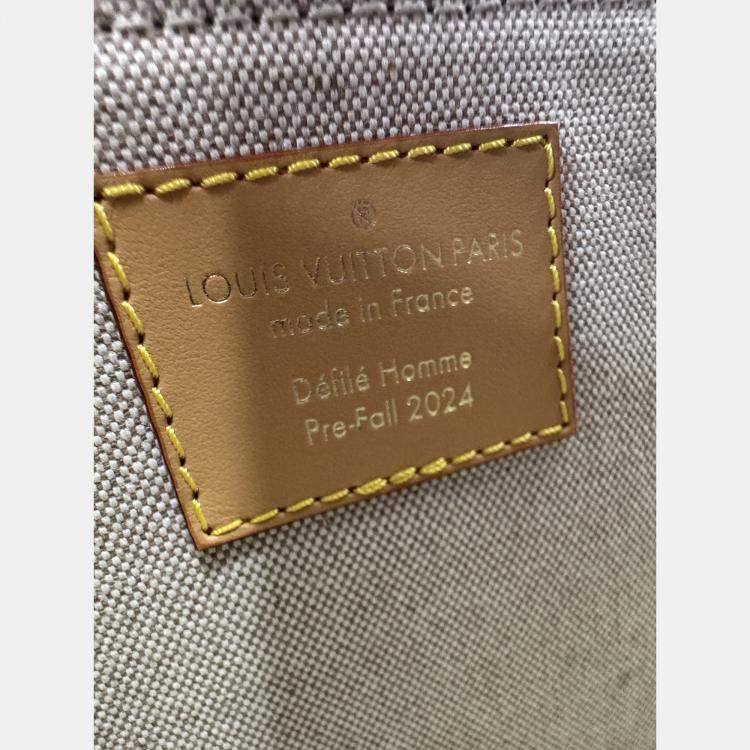 LOUIS VUITTON PARIS
made in France
Défilé Homme
Pre-Fall 2024